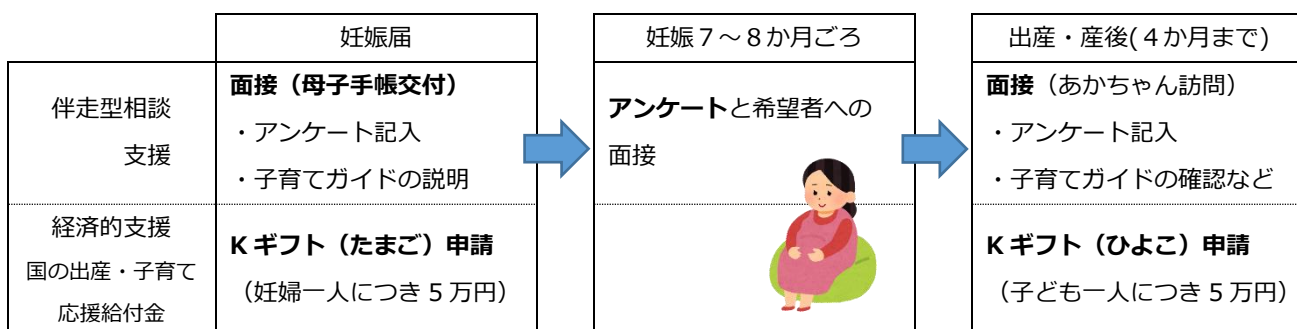 妊娠届
妊娠７～８か月ごろ
出産・産後(４か月まで)
伴走型相談
支援
面接（母子手帳交付）
・アンケート記入
・子育てガイドの説明
アンケートと希望者への
面接
面接（あかちゃん訪問）
・アンケート記入
・子育てガイドの確認など
経済的支援
国の出産・子育て
応援給付金
K ギフト（たまご）申請
（妊婦一人につき 5 万円）
K ギフト（ひよこ）申請
（子ども一人につき 5 万円）